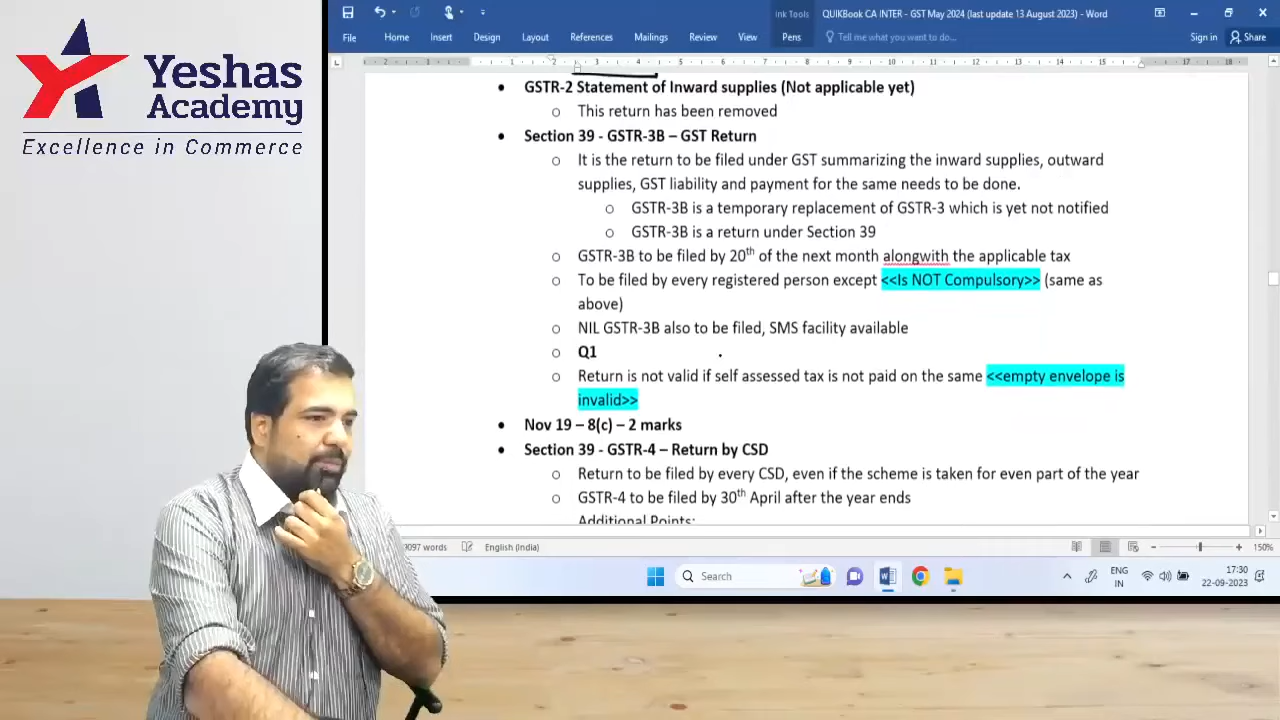 Yeshas
Academy
Excellence in Commerce
Ink Tools
QUIKBook CA INTER - GST May 2024 (last update 13 August 2023) - Word
File Home Insert Design Layout References Mailings Review View Pens Tell me what you want to do... Sign in Share
• GSTR-2 Statement of Inward supplies (Not applicable yet)
o This return has been removed
• Section 39 - GSTR-3B – GST Return
o It is the return to be filed under GST summarizing the inward supplies, outward
supplies, GST liability and payment for the same needs to be done.
o GSTR-3B is a temporary replacement of GSTR-3 which is yet not notified
o GSTR-3B is a return under Section 39
o GSTR-3B to be filed by 20th of the next month alongwith the applicable tax
o To be filed by every registered person except <<Is NOT Compulsory>> (same as
above)
o NIL GSTR-3B also to be filed, SMS facility available
o Q1
o Return is not valid if self assessed tax is not paid on the same <<empty envelope is
invalid>>
• Nov 19 – 8(c) – 2 marks
• Section 39 - GSTR-4 – Return by CSD
o Return to be filed by every CSD, even if the scheme is taken for even part of the year
o GSTR-4 to be filed by 30th April after the year ends
Additional Points:
9097 words English (India) 150%
Search
ENG
IN
17:30
22-09-2023